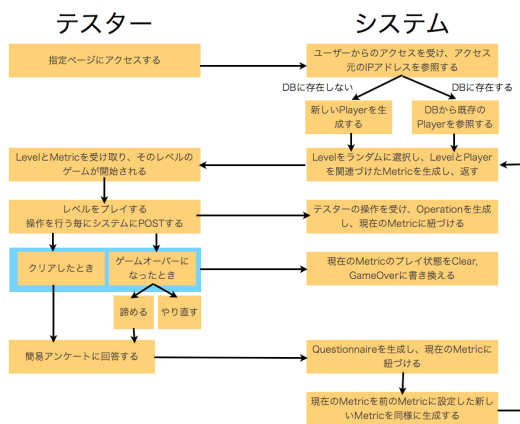 テスター
システム
指定ページにアクセスする
ユーザーからのアクセスを受け、アクセス
元のIPアドレスを参照する
DBに存在しない
DBに存在する
新しいPlayerを生
成する
DBから既存の
Playerを参照する
LevelとMetricを受け取り、そのレベルの
ゲームが開始される
Levelをランダムに選択し、LevelとPlayer
を関連づけたMetricを生成し、返す
レベルをプレイする
操作を行う毎にシステムにPOSTする
テスターの操作を受け、Operationを生成
し、現在のMetricに紐づける
クリアしたとき
ゲームオーバーに
なったとき
現在のMetricのプレイ状態をClear,
GameOverに書き換える
諦める
やり直す
簡易アンケートに回答する
Questionnaireを生成し、現在のMetricに
紐づける
現在のMetricを前のMetricに設定した新し
いMetricを同様に生成する